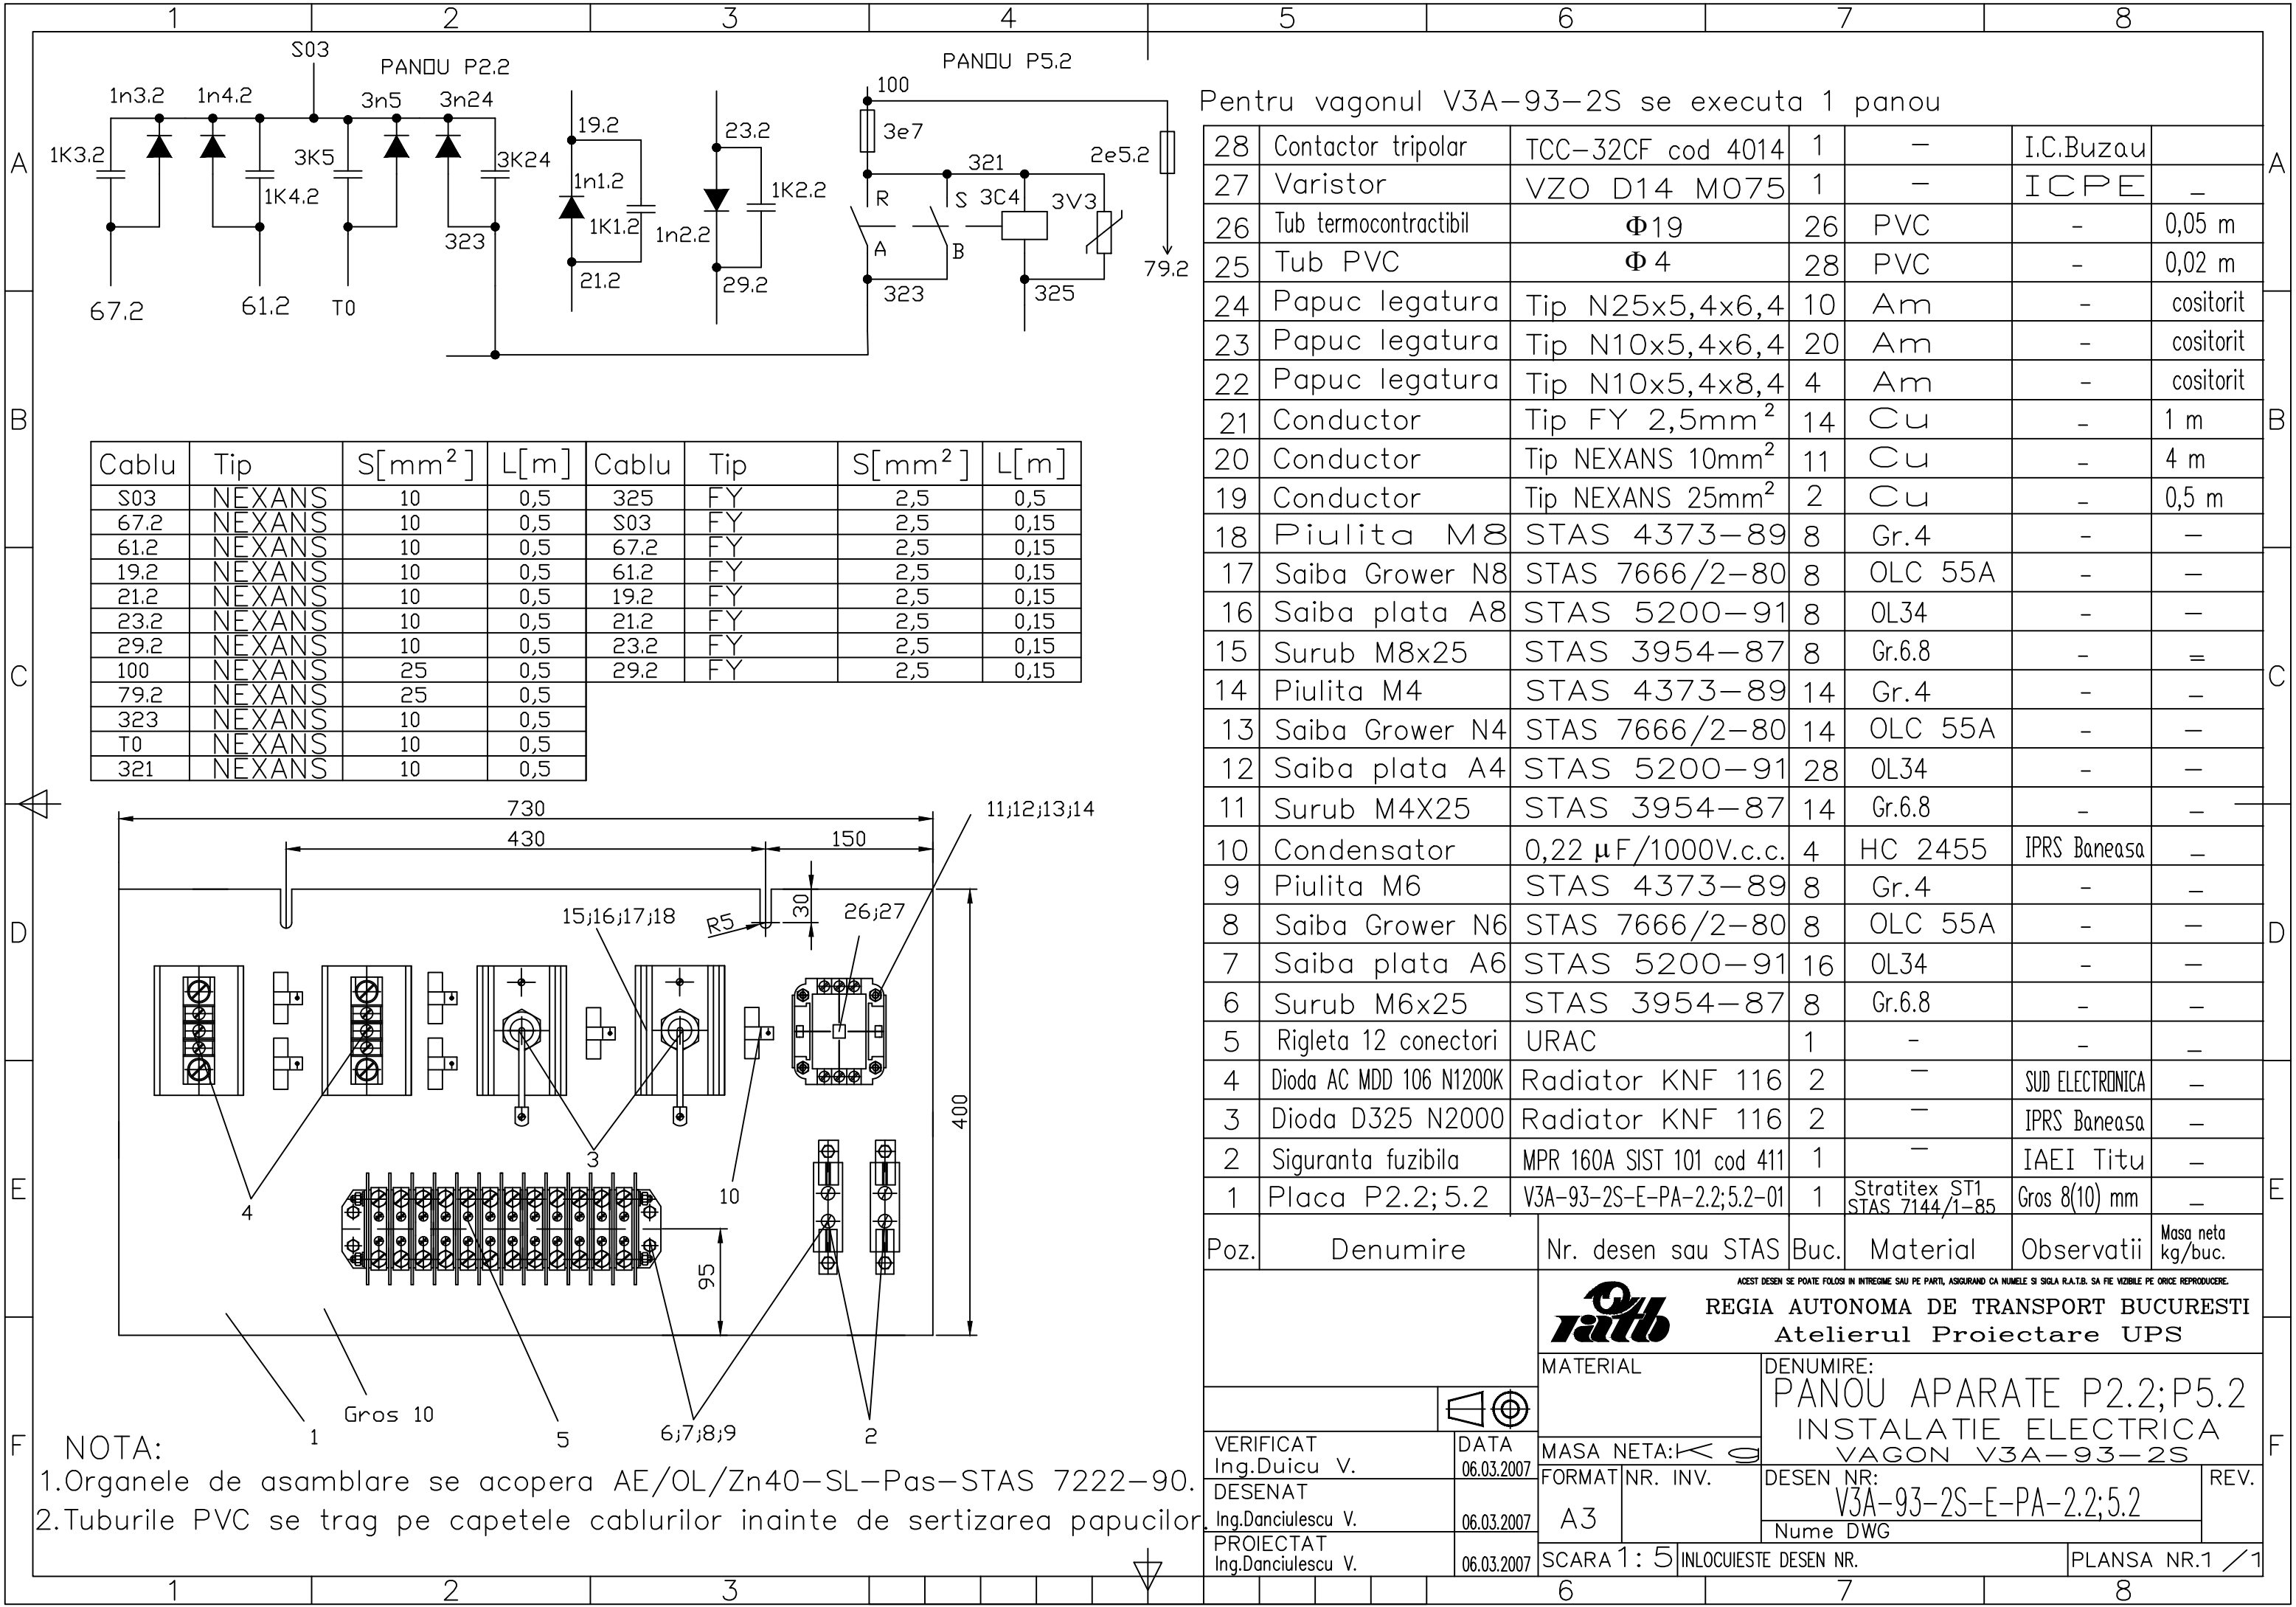 1 2 3 4 5 6 7 8
A B C D E F
S03
PANOU P2.2
1n3.2 1n4.2 3n5 3n24
1K3.2 1K4.2 3K5 3K24
323
67.2 61.2 T0
19.2
1n1.2
1K1.2
21.2
23.2
1K2.2
1n2.2
29.2
PANOU P5.2
100
3e7
2e5.2
321
R S 3C4 3V3
A B
323 325
79.2
Cablu Tip S[mm²] L[m] Cablu Tip S[mm²] L[m]
S03 NEXANS 10 0,5 325 FY 2,5 0,5
67.2 NEXANS 10 0,5 S03 FY 2,5 0,15
61.2 NEXANS 10 0,5 67.2 FY 2,5 0,15
19.2 NEXANS 10 0,5 61.2 FY 2,5 0,15
21.2 NEXANS 10 0,5 19.2 FY 2,5 0,15
23.2 NEXANS 10 0,5 21.2 FY 2,5 0,15
29.2 NEXANS 10 0,5 23.2 FY 2,5 0,15
100 NEXANS 25 0,5 29.2 FY 2,5 0,15
79.2 NEXANS 25 0,5
323 NEXANS 10 0,5
T0 NEXANS 10 0,5
321 NEXANS 10 0,5
730
11;12;13;14
430 150
15;16;17;18
R5
30
26;27
400
3
10
4
95
Gros 10
1
5
6;7;8;9
2
NOTA:
1.Organele de asamblare se acopera AE/OL/Zn40-SL-Pas-STAS 7222-90.
2.Tuburile PVC se trag pe capetele cablurilor inainte de sertizarea papucilor.
Pentru vagonul V3A-93-2S se executa 1 panou
28 Contactor tripolar TCC-32CF cod 4014 1 - I.C.Buzau
27 Varistor VZO D14 M075 1 - ICPE -
26 Tub termocontractibil Φ19 26 PVC - 0,05 m
25 Tub PVC Φ4 28 PVC - 0,02 m
24 Papuc legatura Tip N25x5,4x6,4 10 Am - cositorit
23 Papuc legatura Tip N10x5,4x6,4 20 Am - cositorit
22 Papuc legatura Tip N10x5,4x8,4 4 Am - cositorit
21 Conductor Tip FY 2,5mm² 14 Cu - 1 m
20 Conductor Tip NEXANS 10mm² 11 Cu - 4 m
19 Conductor Tip NEXANS 25mm² 2 Cu - 0,5 m
18 Piulita M8 STAS 4373-89 8 Gr.4 - -
17 Saiba Grower N8 STAS 7666/2-80 8 OLC 55A - -
16 Saiba plata A8 STAS 5200-91 8 OL34 - -
15 Surub M8x25 STAS 3954-87 8 Gr.6.8 - =
14 Piulita M4 STAS 4373-89 14 Gr.4 - -
13 Saiba Grower N4 STAS 7666/2-80 14 OLC 55A - -
12 Saiba plata A4 STAS 5200-91 28 OL34 - -
11 Surub M4X25 STAS 3954-87 14 Gr.6.8 - -
10 Condensator 0,22 μF/1000V.c.c. 4 HC 2455 IPRS Baneasa -
9 Piulita M6 STAS 4373-89 8 Gr.4 - -
8 Saiba Grower N6 STAS 7666/2-80 8 OLC 55A - -
7 Saiba plata A6 STAS 5200-91 16 OL34 - -
6 Surub M6x25 STAS 3954-87 8 Gr.6.8 - -
5 Rigleta 12 conectori URAC 1 - - -
4 Dioda AC MDD 106 N1200K Radiator KNF 116 2 - SUD ELECTRONICA -
3 Dioda D325 N2000 Radiator KNF 116 2 - IPRS Baneasa -
2 Siguranta fuzibila MPR 160A SIST 101 cod 411 1 - IAEI Titu -
1 Placa P2.2;5.2 V3A-93-2S-E-PA-2.2;5.2-01 1 Stratitex ST1 STAS 7144/1-85 Gros 8(10) mm -
Poz. Denumire Nr. desen sau STAS Buc. Material Observatii Masa neta kg/buc.
ACEST DESEN SE POATE FOLOSI IN INTREGIME SAU PE PARTI, ASIGURAND CA NUMELE SI SIGLA R.A.T.B. SA FIE VIZIBILE PE ORICE REPRODUCERE.
ratb
REGIA AUTONOMA DE TRANSPORT BUCURESTI
Atelierul Proiectare UPS
MATERIAL
DENUMIRE:
PANOU APARATE P2.2;P5.2
INSTALATIE ELECTRICA
VAGON V3A-93-2S
VERIFICAT DATA
Ing.Duicu V. 06.03.2007
MASA NETA:Kg
DESENAT
Ing.Danciulescu V. 06.03.2007
FORMAT NR. INV.
A3
DESEN NR:
V3A-93-2S-E-PA-2.2;5.2
REV.
Nume DWG
PROIECTAT
Ing.Danciulescu V. 06.03.2007
SCARA 1:5 INLOCUIESTE DESEN NR. PLANSA NR.1/1
A B C D E F
1 2 3 6 7 8